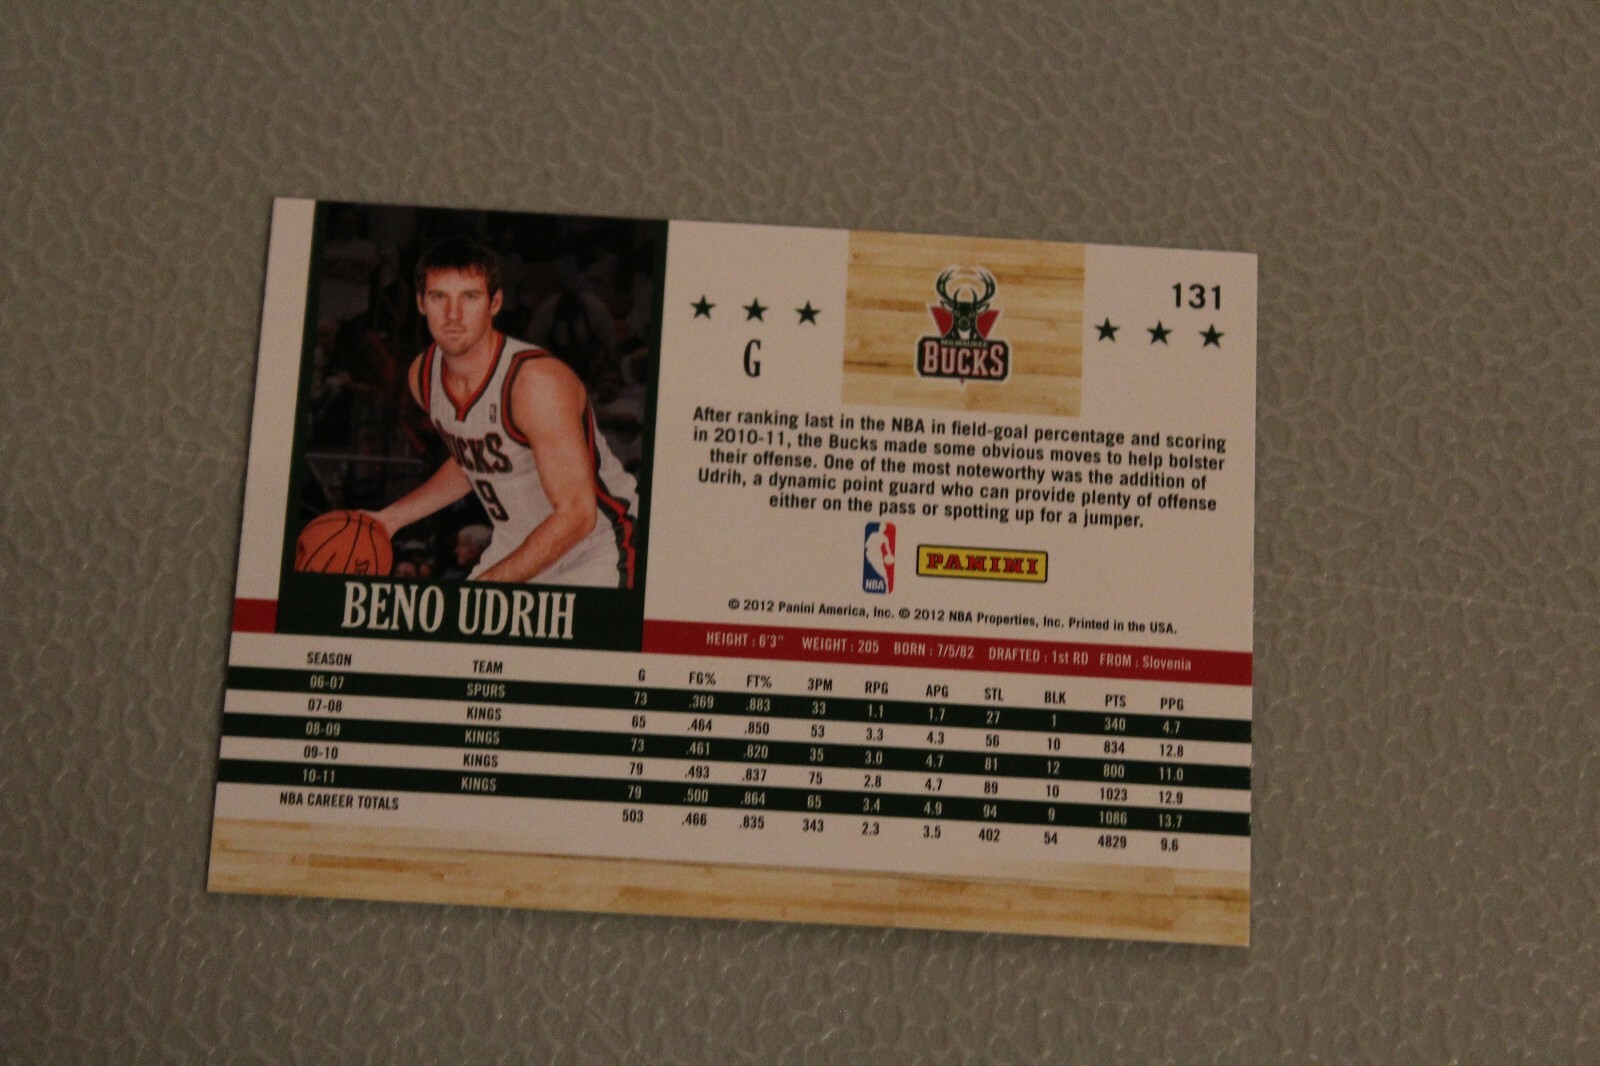 131
G
MILWAUKEE
BUCKS
After ranking last in the NBA in field-goal percentage and scoring
in 2010-11, the Bucks made some obvious moves to help bolster
their offense. One of the most noteworthy was the addition of
Udrih, a dynamic point guard who can provide plenty of offense
either on the pass or spotting up for a jumper.
UCKS
9
NBA
PANINI
© 2012 Panini America, Inc. © 2012 NBA Properties, Inc. Printed in the USA.
BENO UDRIH
HEIGHT : 6'3" WEIGHT : 205 BORN : 7/5/82 DRAFTED : 1st RD FROM : Slovenia
SEASON TEAM G FG% FT% 3PM RPG APG STL BLK PTS PPG
06-07 SPURS 73 .369 .883 33 1.1 1.7 27 1 340 4.7
07-08 KINGS 65 .464 .850 53 3.3 4.3 56 10 834 12.8
08-09 KINGS 73 .461 .820 35 3.0 4.7 81 12 800 11.0
09-10 KINGS 79 .493 .837 75 2.8 4.7 89 10 1023 12.9
10-11 KINGS 79 .500 .864 65 3.4 4.9 94 9 1086 13.7
NBA CAREER TOTALS 503 .466 .835 343 2.3 3.5 402 54 4829 9.6